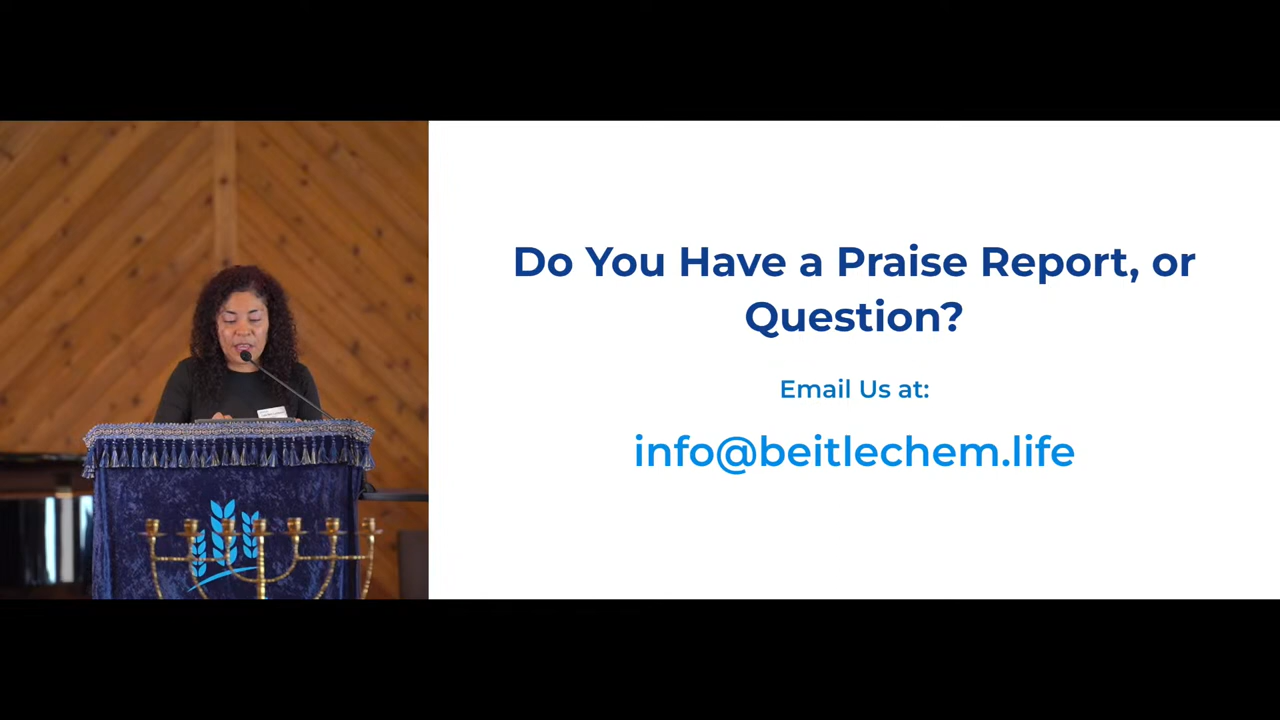 Do You Have a Praise Report, or
Question?
Email Us at:
info@beitlechem.life